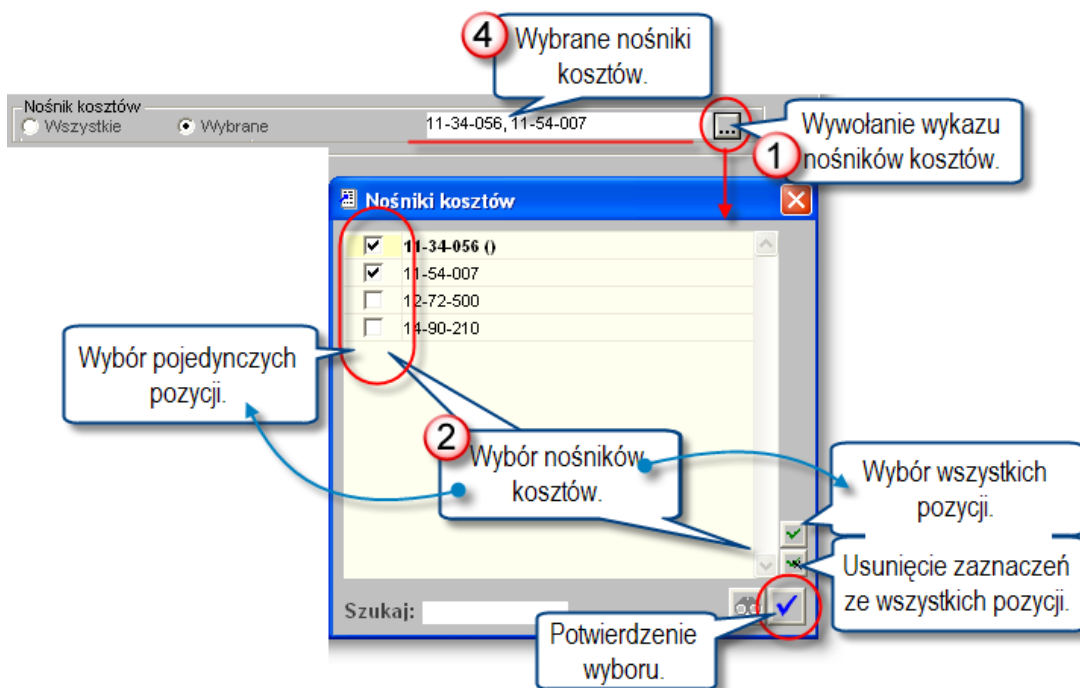 4
Wybrane nośniki
kosztów.
Nośnik kosztów
Wszystkie
Wybrane
11-34-056, 11-54-007
...
1
Wywołanie wykazu
nośników kosztów.
Nośniki kosztów
11-34-056 ()
11-54-007
12-72-500
14-90-210
Wybór pojedynczych
pozycji.
2
Wybór nośników
kosztów.
Wybór wszystkich
pozycji.
Usunięcie zaznaczeń
ze wszystkich pozycji.
Szukaj:
Potwierdzenie
wyboru.